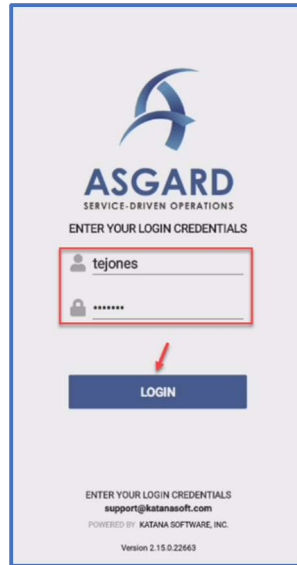 ASGARD
SERVICE-DRIVEN OPERATIONS
ENTER YOUR LOGIN CREDENTIALS
tejones
•••••••
LOGIN
ENTER YOUR LOGIN CREDENTIALS
support@katanasoft.com
POWERED BY KATANA SOFTWARE, INC.
Version 2.15.0.22663